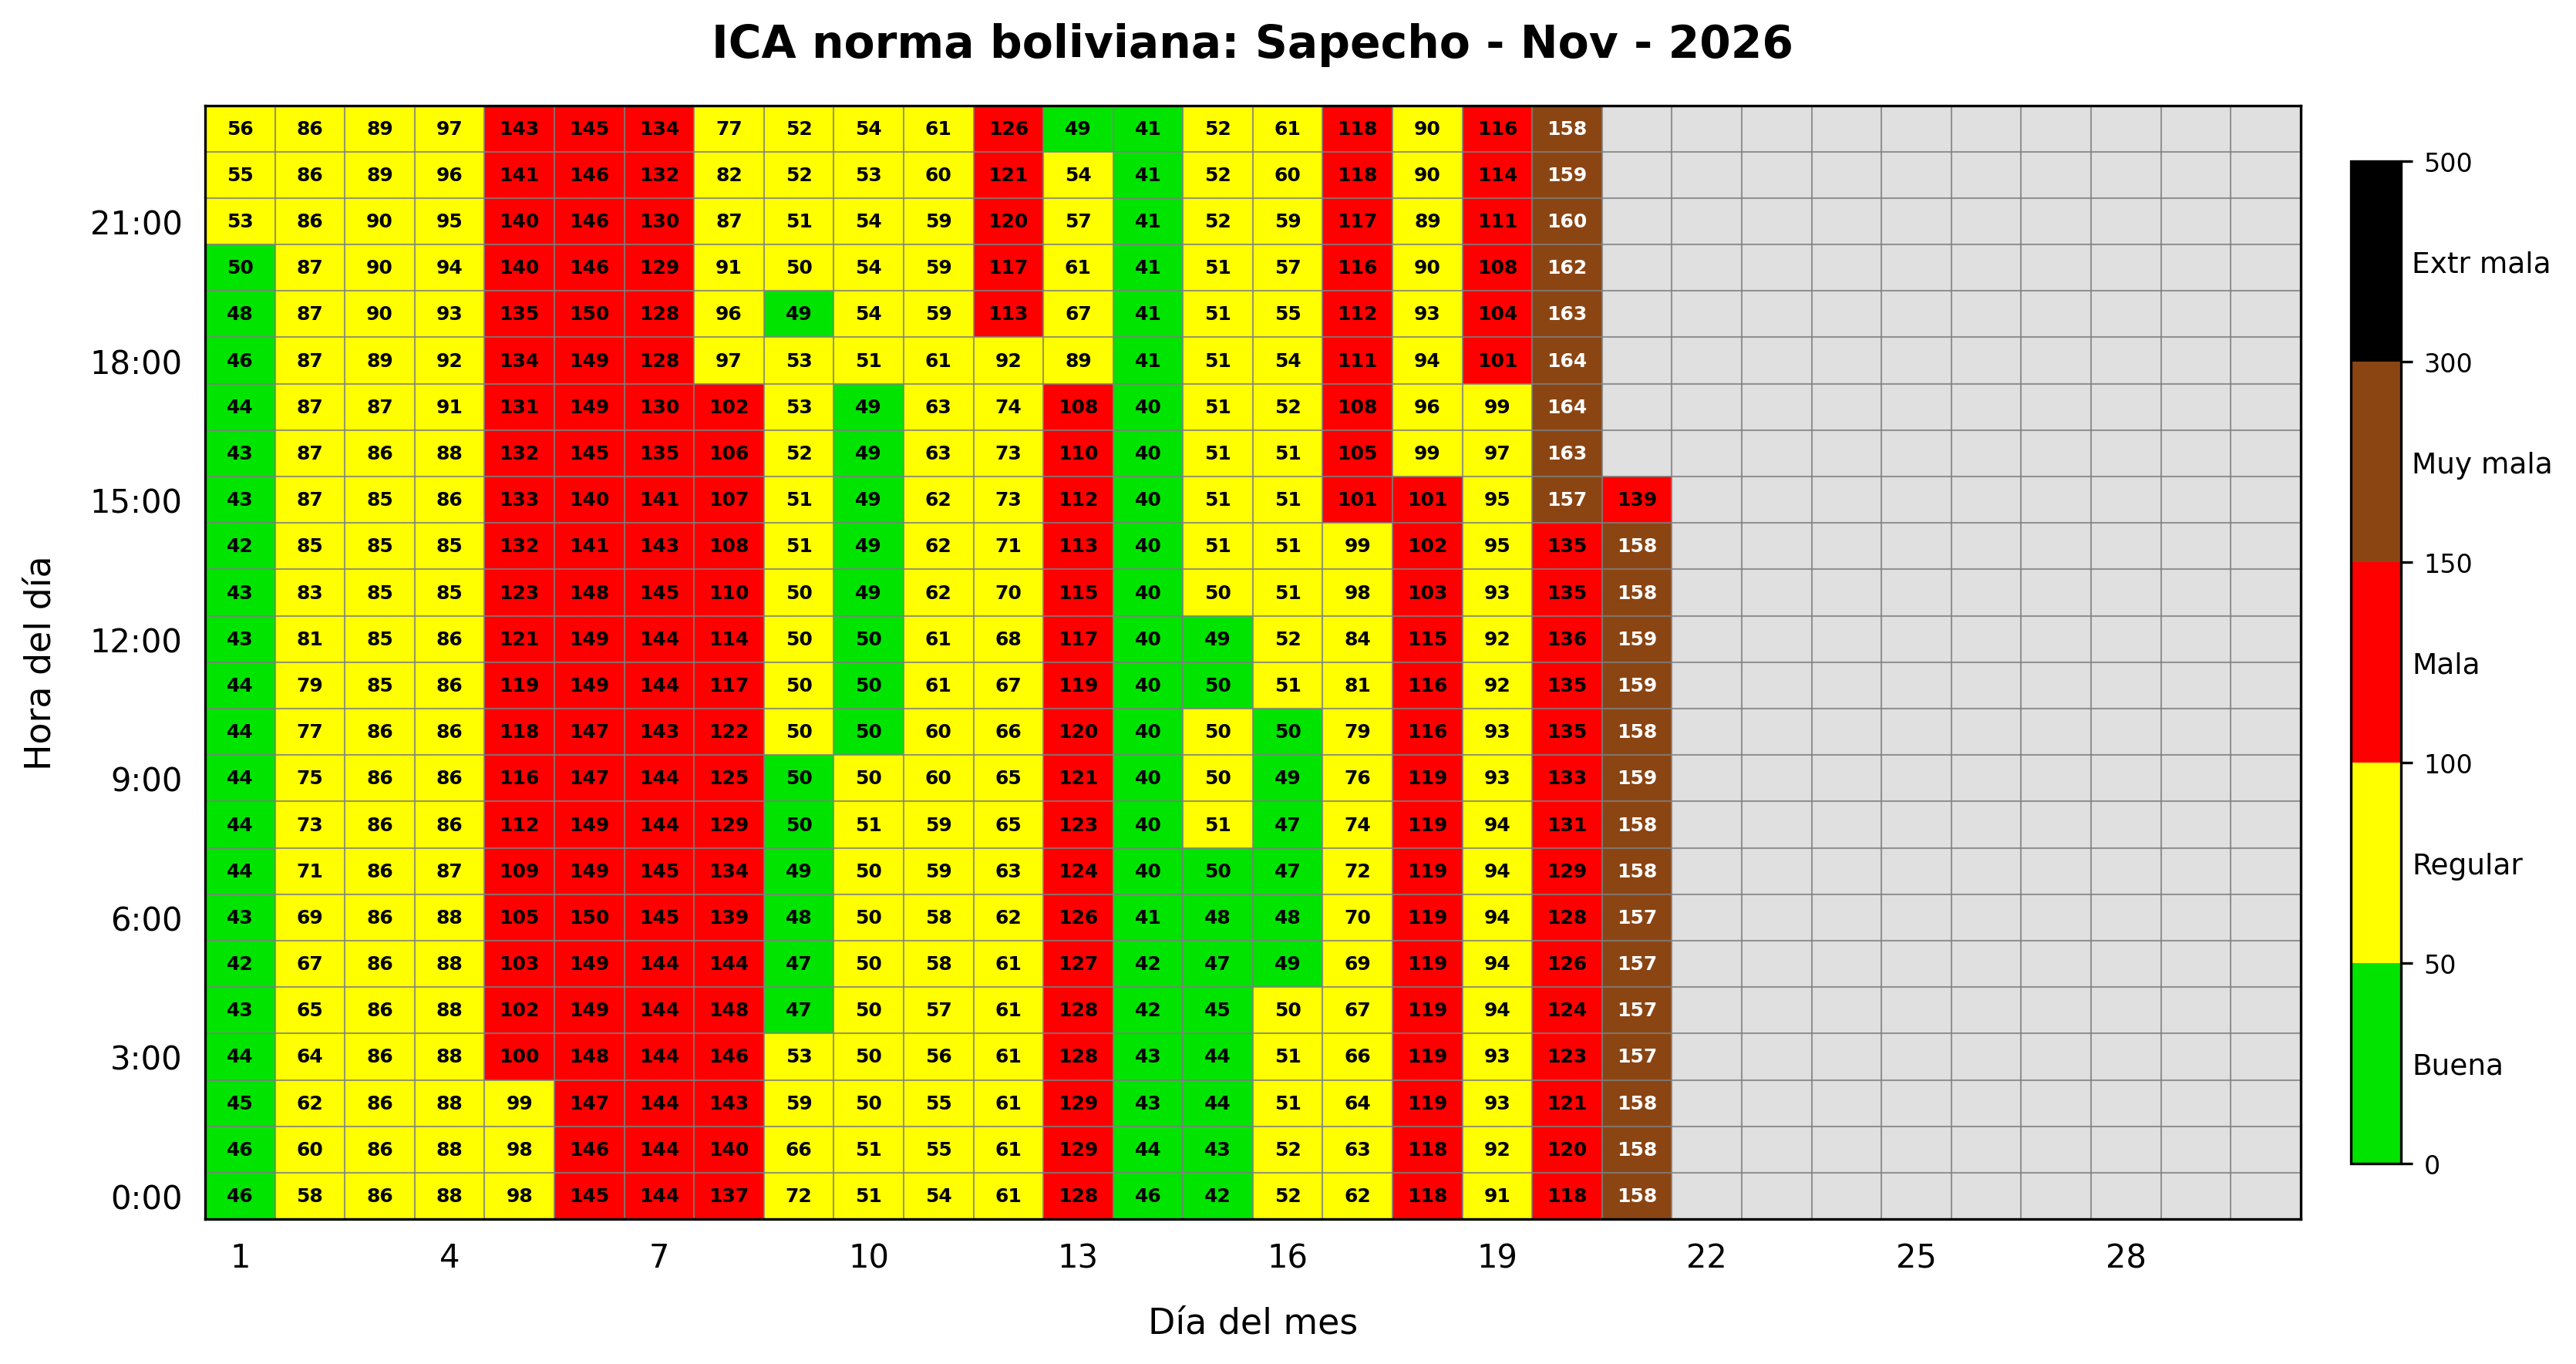 ICA norma boliviana: Sapecho - Nov - 2026
56 86 89 97 143 145 134 77 52 54 61 126 49 41 52 61 118 90 116 158
55 86 89 96 141 146 132 82 52 53 60 121 54 41 52 60 118 90 114 159
21:00 53 86 90 95 140 146 130 87 51 54 59 120 57 41 52 59 117 89 111 160
50 87 90 94 140 146 129 91 50 54 59 117 61 41 51 57 116 90 108 162
48 87 90 93 135 150 128 96 49 54 59 113 67 41 51 55 112 93 104 163
18:00 46 87 89 92 134 149 128 97 53 51 61 92 89 41 51 54 111 94 101 164
44 87 87 91 131 149 130 102 53 49 63 74 108 40 51 52 108 96 99 164
43 87 86 88 132 145 135 106 52 49 63 73 110 40 51 51 105 99 97 163
15:00 43 87 85 86 133 140 141 107 51 49 62 73 112 40 51 51 101 101 95 157 139
42 85 85 85 132 141 143 108 51 49 62 71 113 40 51 51 99 102 95 135 158
43 83 85 85 123 148 145 110 50 49 62 70 115 40 50 51 98 103 93 135 158
12:00 43 81 85 86 121 149 144 114 50 50 61 68 117 40 49 52 84 115 92 136 159
44 79 85 86 119 149 144 117 50 50 61 67 119 40 50 51 81 116 92 135 159
44 77 86 86 118 147 143 122 50 50 60 66 120 40 50 50 79 116 93 135 158
9:00 44 75 86 86 116 147 144 125 50 50 60 65 121 40 50 49 76 119 93 133 159
44 73 86 86 112 149 144 129 50 51 59 65 123 40 51 47 74 119 94 131 158
44 71 86 87 109 149 145 134 49 50 59 63 124 40 50 47 72 119 94 129 158
6:00 43 69 86 88 105 150 145 139 48 50 58 62 126 41 48 48 70 119 94 128 157
42 67 86 88 103 149 144 144 47 50 58 61 127 42 47 49 69 119 94 126 157
43 65 86 88 102 149 144 148 47 50 57 61 128 42 45 50 67 119 94 124 157
3:00 44 64 86 88 100 148 144 146 53 50 56 61 128 43 44 51 66 119 93 123 157
45 62 86 88 99 147 144 143 59 50 55 61 129 43 44 51 64 119 93 121 158
46 60 86 88 98 146 144 140 66 51 55 61 129 44 43 52 63 118 92 120 158
0:00 46 58 86 88 98 145 144 137 72 51 54 61 128 46 42 52 62 118 91 118 158
1 4 7 10 13 16 19 22 25 28
Día del mes
Hora del día
500
Extr mala
300
Muy mala
150
Mala
100
Regular
50
Buena
0